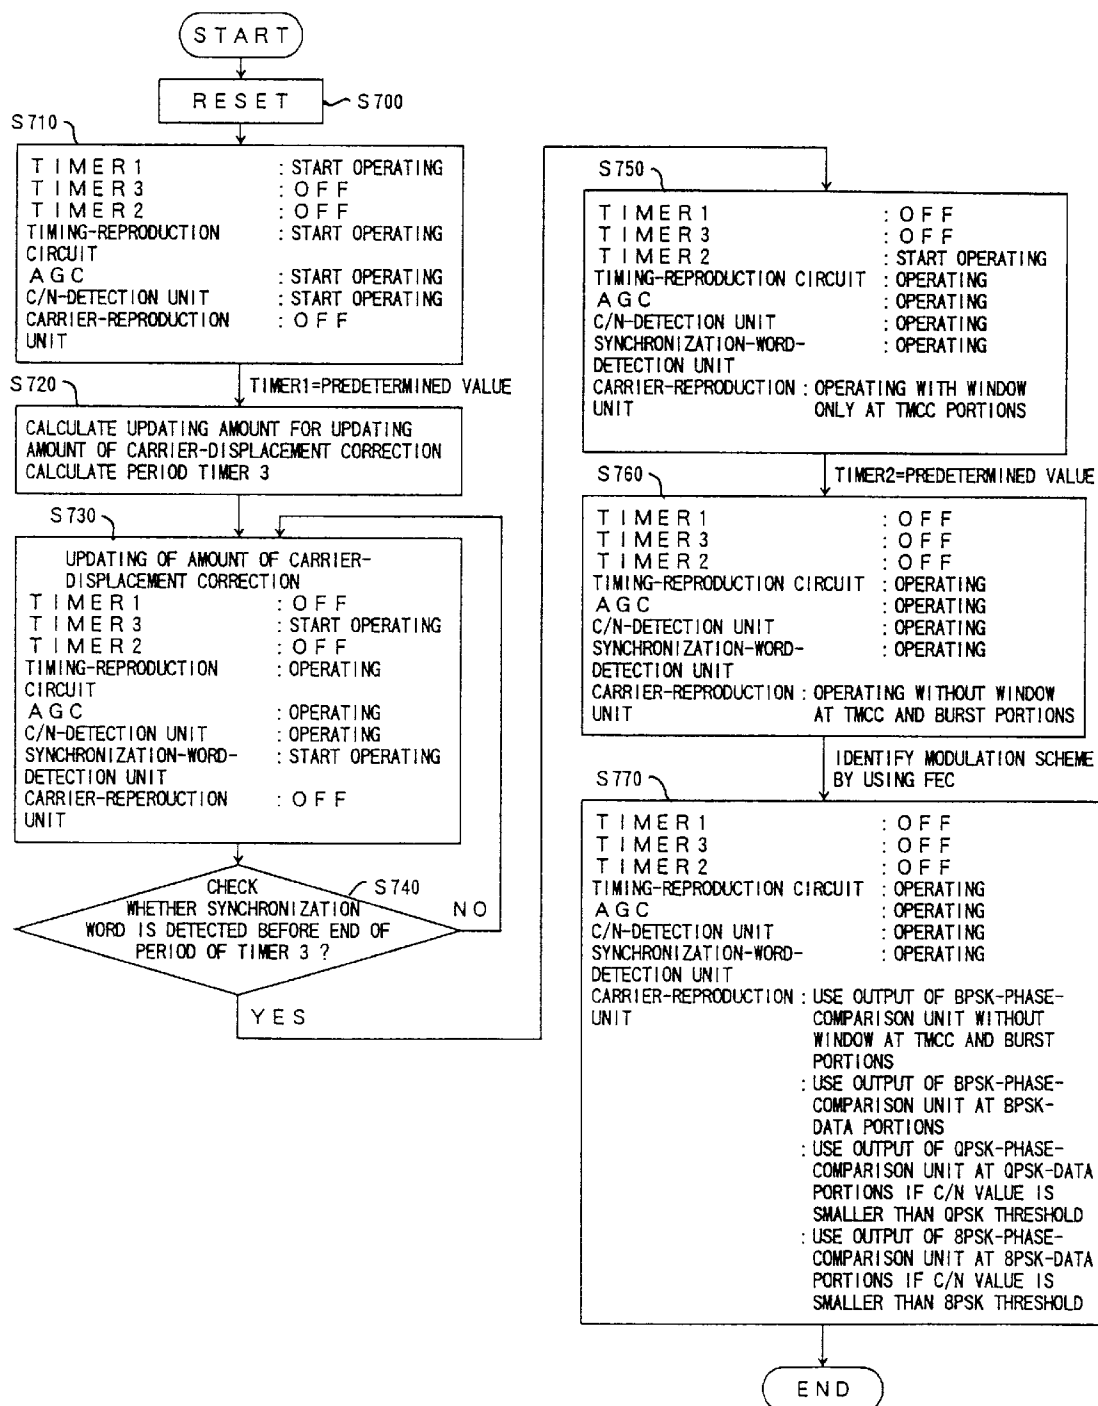 START
RESET
S700
S710
TIMER1 : START OPERATING
TIMER3 : OFF
TIMER2 : OFF
TIMING-REPRODUCTION : START OPERATING
CIRCUIT
AGC : START OPERATING
C/N-DETECTION UNIT : START OPERATING
CARRIER-REPRODUCTION : OFF
UNIT
TIMER1=PREDETERMINED VALUE
S720
CALCULATE UPDATING AMOUNT FOR UPDATING
AMOUNT OF CARRIER-DISPLACEMENT CORRECTION
CALCULATE PERIOD TIMER 3
S730
UPDATING OF AMOUNT OF CARRIER-
DISPLACEMENT CORRECTION
TIMER1 : OFF
TIMER3 : START OPERATING
TIMER2 : OFF
TIMING-REPRODUCTION : OPERATING
CIRCUIT
AGC : OPERATING
C/N-DETECTION UNIT : OPERATING
SYNCHRONIZATION-WORD- : START OPERATING
DETECTION UNIT
CARRIER-REPEROUCTION : OFF
UNIT
S740
CHECK
WHETHER SYNCHRONIZATION
WORD IS DETECTED BEFORE END OF
PERIOD OF TIMER 3 ?
NO
YES
S750
TIMER1 : OFF
TIMER3 : OFF
TIMER2 : START OPERATING
TIMING-REPRODUCTION CIRCUIT : OPERATING
AGC : OPERATING
C/N-DETECTION UNIT : OPERATING
SYNCHRONIZATION-WORD- : OPERATING
DETECTION UNIT
CARRIER-REPRODUCTION : OPERATING WITH WINDOW
UNIT ONLY AT TMCC PORTIONS
TIMER2=PREDETERMINED VALUE
S760
TIMER1 : OFF
TIMER3 : OFF
TIMER2 : OFF
TIMING-REPRODUCTION CIRCUIT : OPERATING
AGC : OPERATING
C/N-DETECTION UNIT : OPERATING
SYNCHRONIZATION-WORD- : OPERATING
DETECTION UNIT
CARRIER-REPRODUCTION : OPERATING WITHOUT WINDOW
UNIT AT TMCC AND BURST PORTIONS
IDENTIFY MODULATION SCHEME
BY USING FEC
S770
TIMER1 : OFF
TIMER3 : OFF
TIMER2 : OFF
TIMING-REPRODUCTION CIRCUIT : OPERATING
AGC : OPERATING
C/N-DETECTION UNIT : OPERATING
SYNCHRONIZATION-WORD- : OPERATING
DETECTION UNIT
CARRIER-REPRODUCTION : USE OUTPUT OF BPSK-PHASE-
UNIT COMPARISON UNIT WITHOUT
WINDOW AT TMCC AND BURST
PORTIONS
: USE OUTPUT OF BPSK-PHASE-
COMPARISON UNIT AT BPSK-
DATA PORTIONS
: USE OUTPUT OF QPSK-PHASE-
COMPARISON UNIT AT QPSK-DATA
PORTIONS IF C/N VALUE IS
SMALLER THAN QPSK THRESHOLD
: USE OUTPUT OF 8PSK-PHASE-
COMPARISON UNIT AT 8PSK-DATA
PORTIONS IF C/N VALUE IS
SMALLER THAN 8PSK THRESHOLD
END